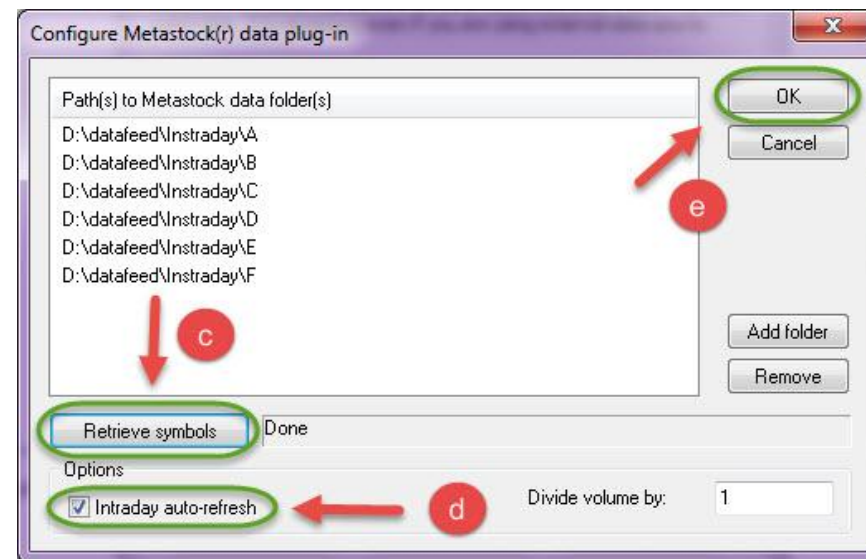 Configure Metastock(r) data plug-in
Path(s) to Metastock data folder(s)
D:\datafeed\Instraday\A
D:\datafeed\Instraday\B
D:\datafeed\Instraday\C
D:\datafeed\Instraday\D
D:\datafeed\Instraday\E
D:\datafeed\Instraday\F
OK
Cancel
e
c
Add folder
Remove
Retrieve symbols
Done
Options
Intraday auto-refresh
d
Divide volume by:
1